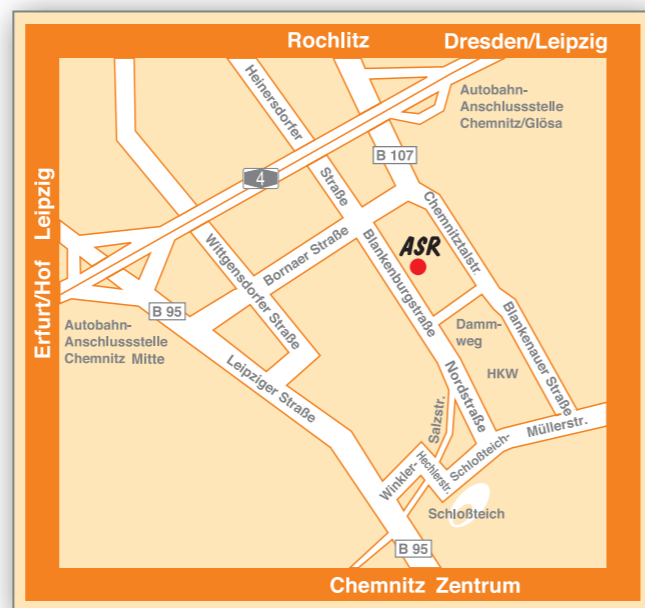 Rochlitz
Dresden/Leipzig
Heinersdorfer
Straße
Autobahn-
Anschlussstelle
Chemnitz/Glösa
B 107
4
Leipzig
Erfurt/Hof
Chemnitztalstr.
ASR
Wittgensdorfer Straße
Bornaer Straße
Blankenburgstraße
B 95
Autobahn-
Anschlussstelle
Chemnitz Mitte
Leipziger Straße
Damm-
weg
Blankenauer Straße
HKW
Nordstraße
Salzstr.
Müllerstr.
Schloßteich-
Winkler-
Hechlerstr.
Schloßteich
B 95
Chemnitz Zentrum